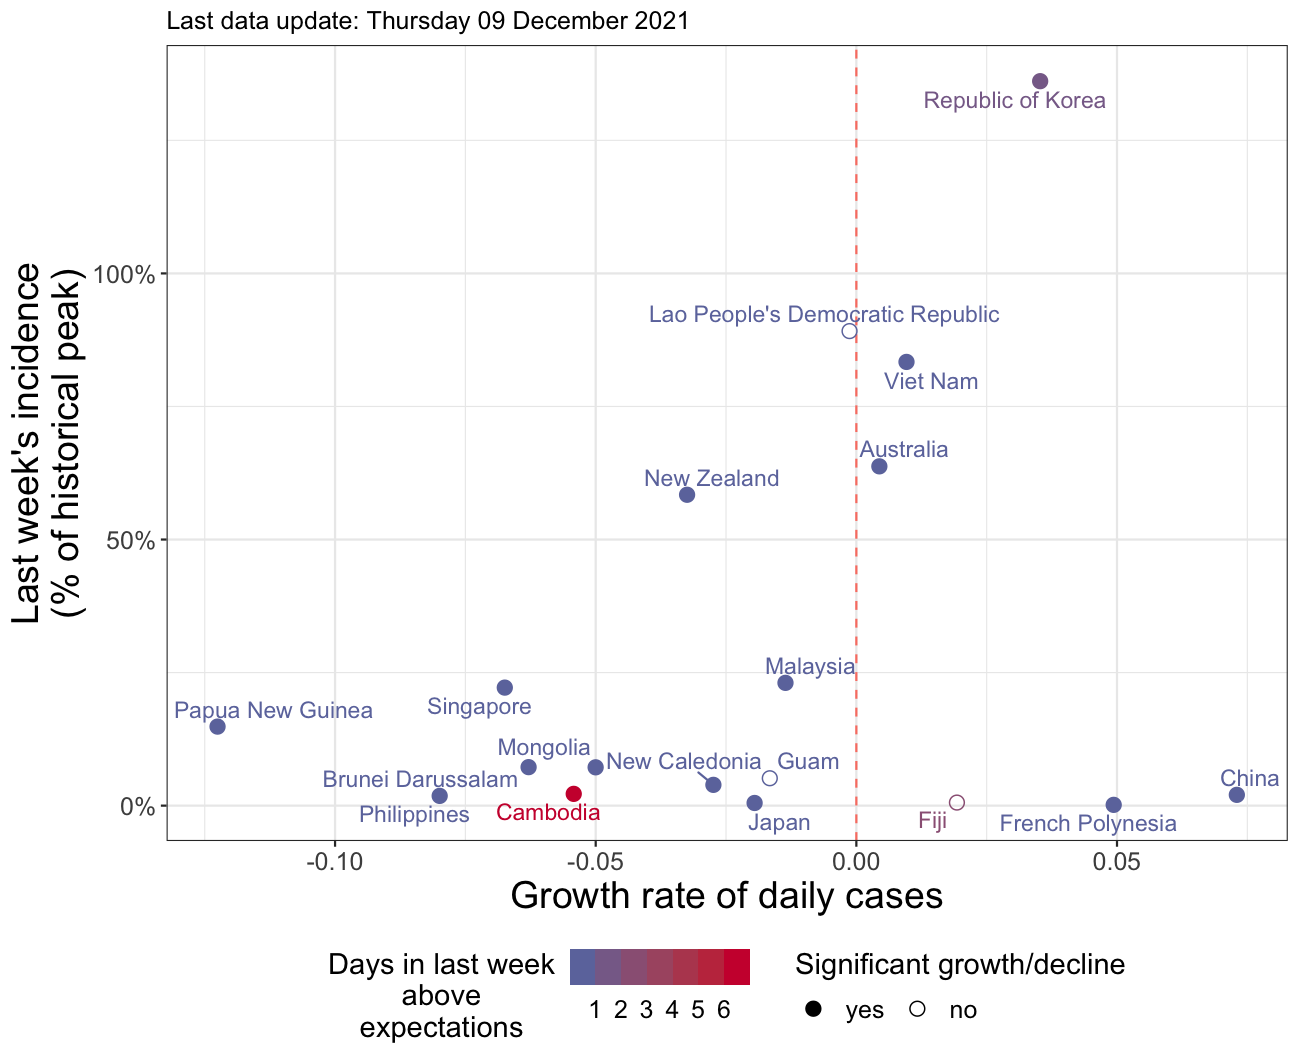 Last data update: Thursday 09 December 2021
Last week's incidence
(% of historical peak)
100%
50%
0%
Republic of Korea
Lao People's Democratic Republic
Viet Nam
Australia
New Zealand
Malaysia
Singapore
Papua New Guinea
Mongolia
New Caledonia
Guam
Brunei Darussalam
China
Philippines
Cambodia
Japan
Fiji
French Polynesia
-0.10
-0.05
0.00
0.05
Growth rate of daily cases
Days in last week
above
expectations
1 2 3 4 5 6
Significant growth/decline
yes
no